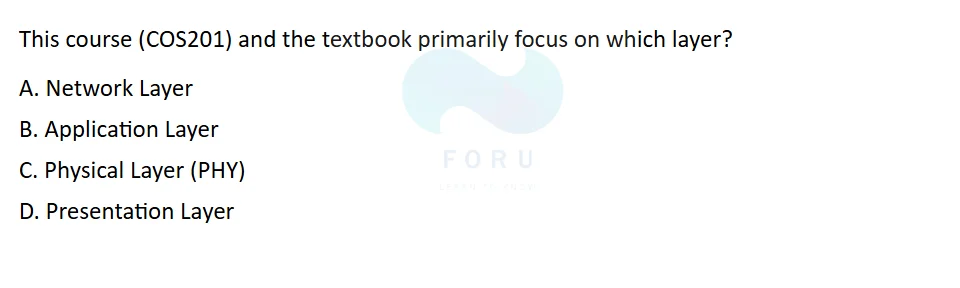 This course (COS201) and the textbook primarily focus on which layer?
A. Network Layer
B. Application Layer
C. Physical Layer (PHY)
D. Presentation Layer
FORU